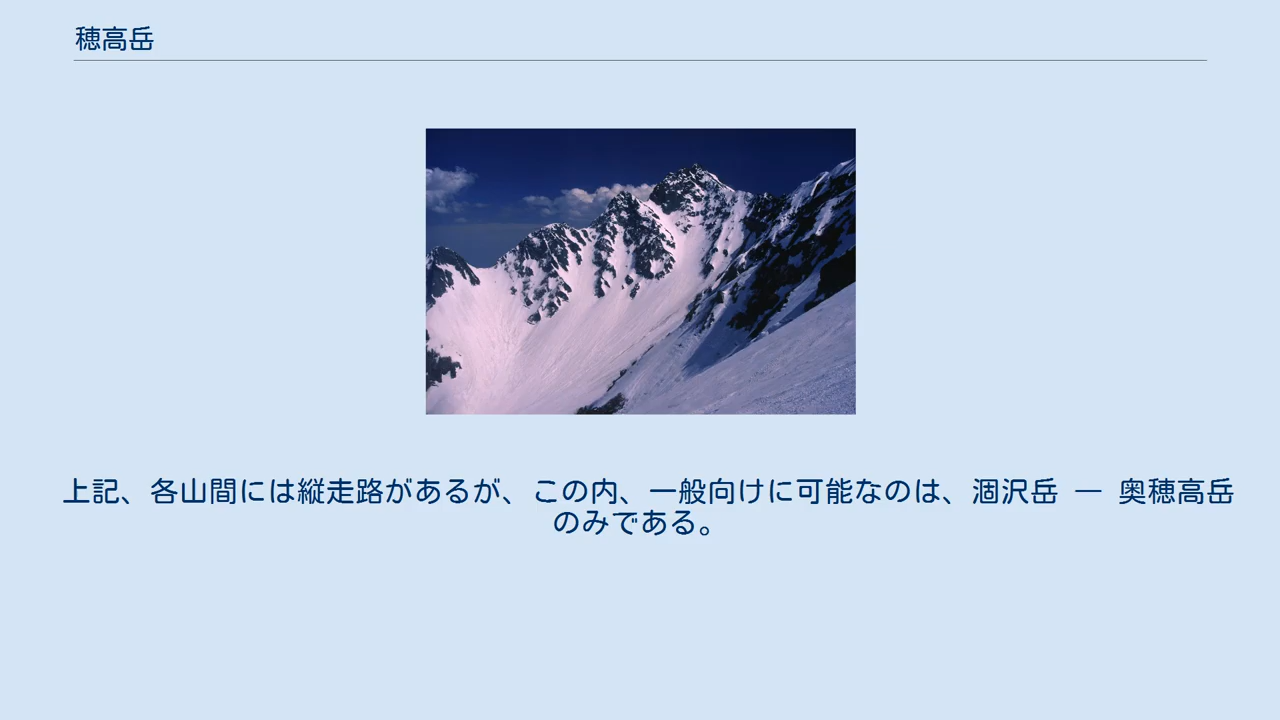 穂高岳
上記、各山間には縦走路があるが、この内、一般向けに可能なのは、涸沢岳 ― 奥穂高岳
のみである。